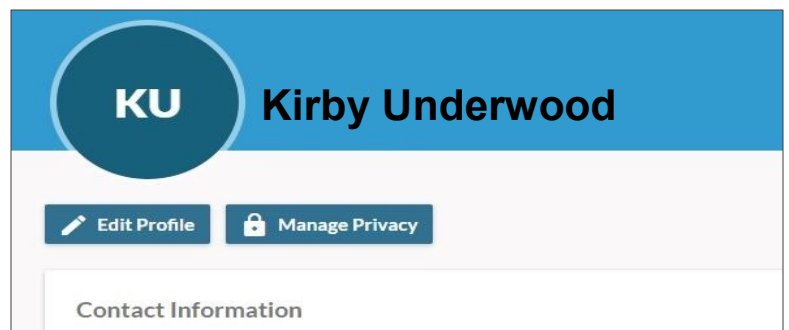 KU
Kirby Underwood
Edit Profile Manage Privacy
Contact Information